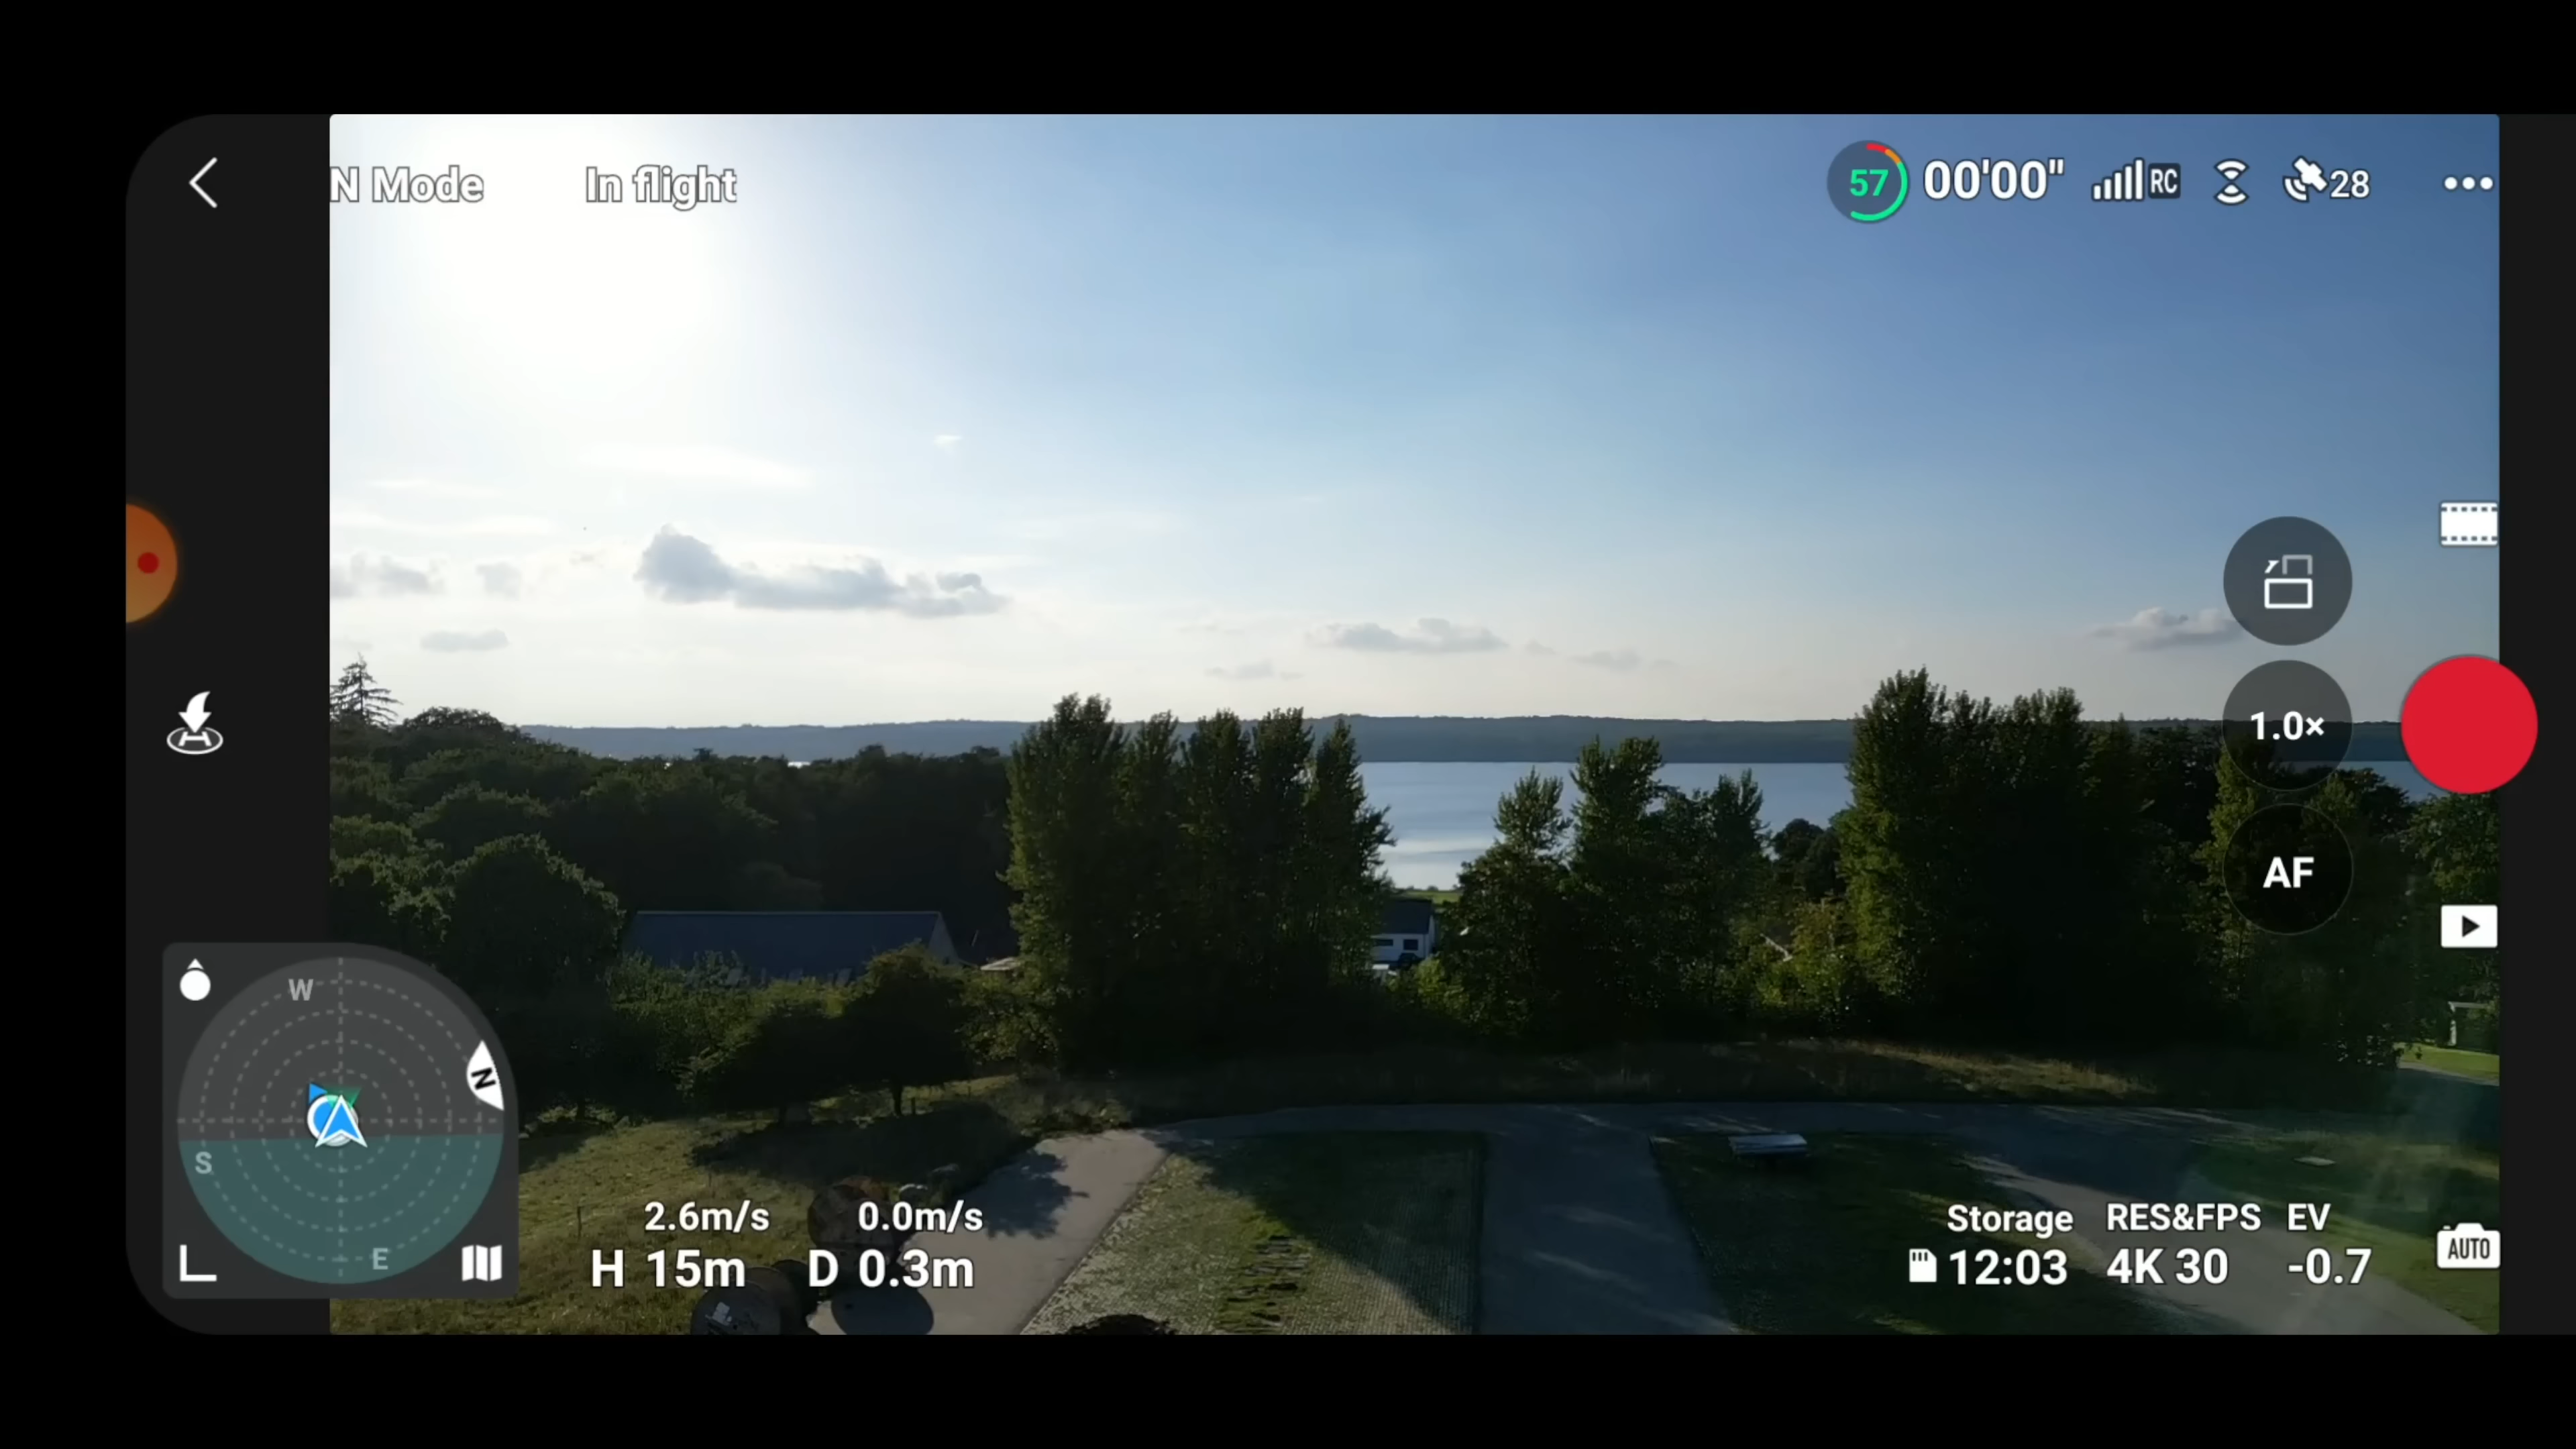 N Mode In flight 57 00'00" RC 28
1.0×
AF
W
N
S
E
2.6m/s 0.0m/s
H 15m D 0.3m
Storage RES&FPS EV
12:03 4K 30 -0.7
AUTO